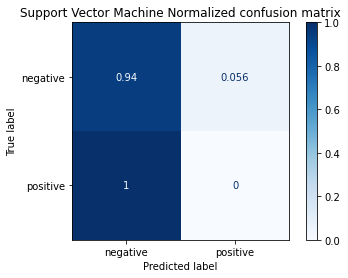 Support Vector Machine Normalized confusion matrix
True label
negative
0.94
0.056
positive
1
0
negative
positive
Predicted label
1.0
0.8
0.6
0.4
0.2
0.0